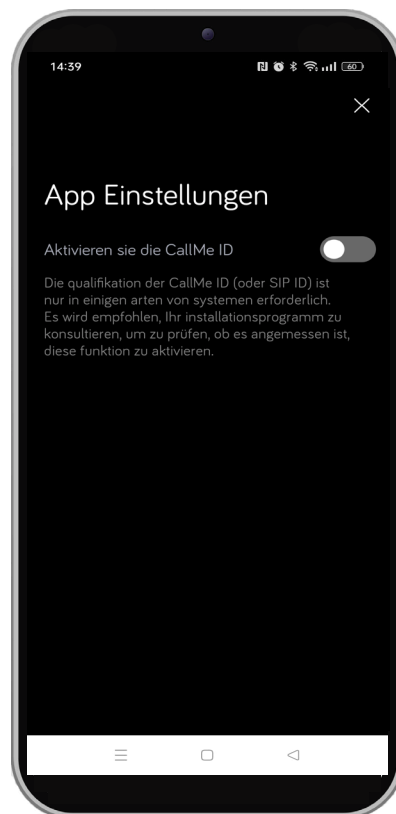 14:39
60
App Einstellungen
Aktivieren sie die CallMe ID
Die qualifikation der CallMe ID (oder SIP ID) ist
nur in einigen arten von systemen erforderlich.
Es wird empfohlen, Ihr installationsprogramm zu
konsultieren, um zu prüfen, ob es angemessen ist,
diese funktion zu aktivieren.